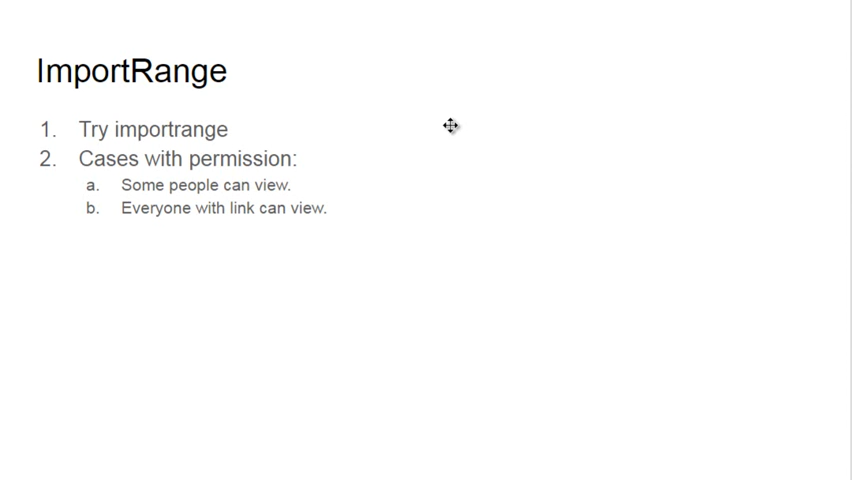 ImportRange
1. Try importrange
2. Cases with permission:
a. Some people can view.
b. Everyone with link can view.